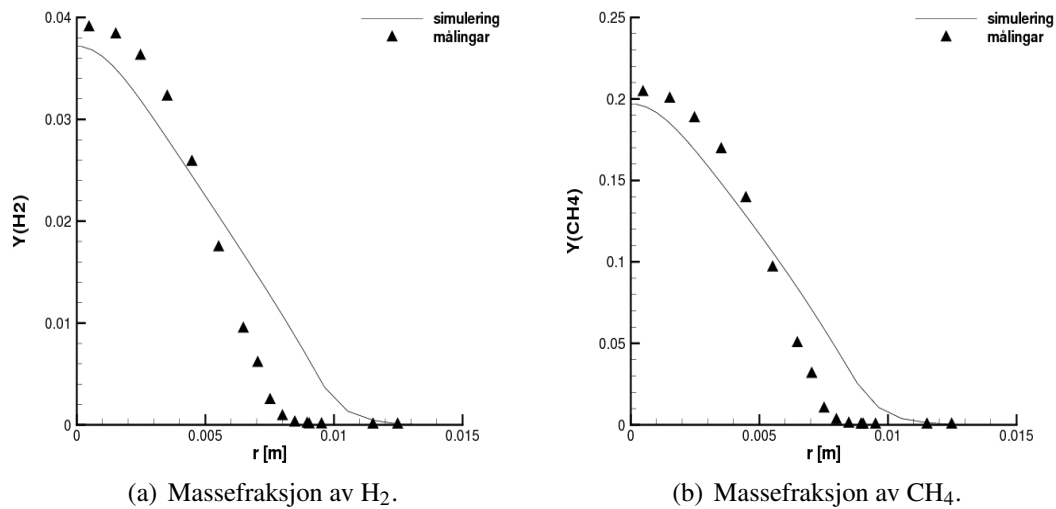 0.04
0.03
0.02
0.01
0
Y(H2)
0
0.005
0.01
0.015
r [m]
simulering
målingar
(a) Massefraksjon av H₂.
0.25
0.2
0.15
0.1
0.05
0
Y(CH4)
0
0.005
0.01
0.015
r [m]
simulering
målingar
(b) Massefraksjon av CH₄.